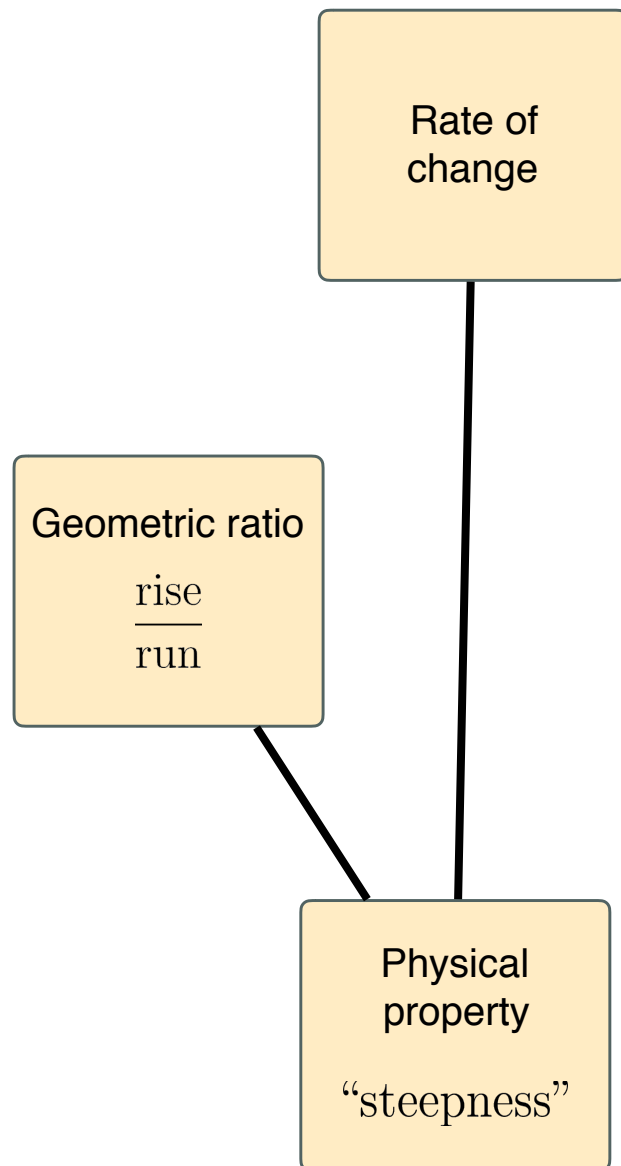 Rate of
change
Geometric ratio
rise
run
Physical
property
“steepness”